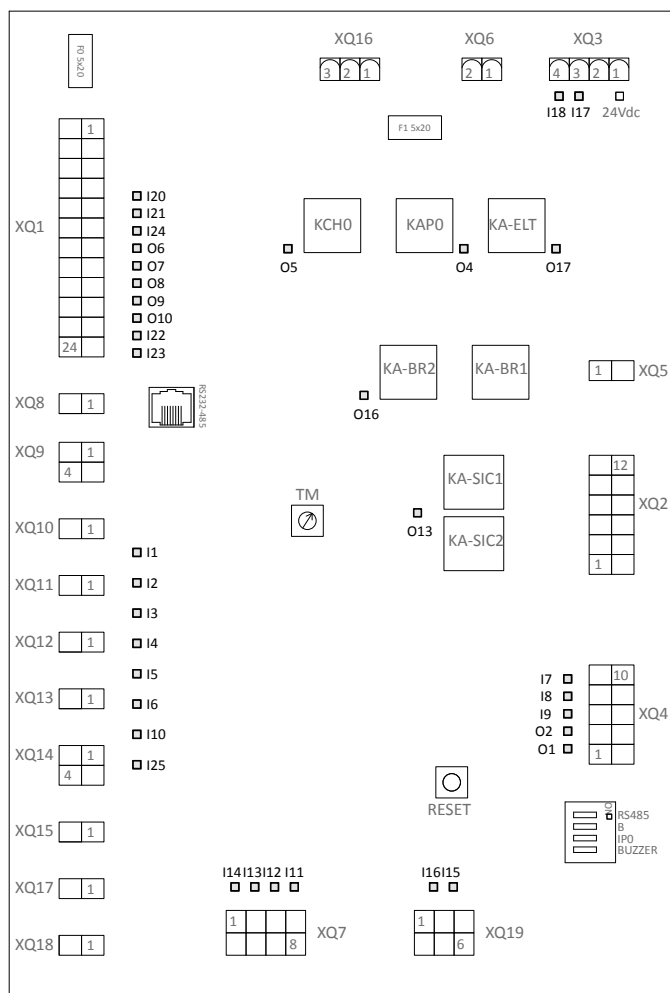 XQ16
XQ6
XQ3
F0 5x20
3 2 1
2 1
4 3 2 1
I18 I17 24Vdc
F1 5x20
1
XQ1
24
I20
I21
I24
O6
O7
O8
O9
O10
I22
I23
KCH0
KAP0
KA-ELT
O5
O4
O17
KA-BR2
KA-BR1
1
XQ5
O16
XQ8
1
RS232-485
XQ9
1
4
KA-SIC1
12
TM
XQ2
O13
KA-SIC2
1
XQ10
1
I1
XQ11
1
I2
I3
XQ12
1
I4
I5
XQ13
1
I6
I7
I8
I9
O2
O1
10
XQ4
1
I10
XQ14
1
4
I25
RESET
ON
RS485
B
IP0
BUZZER
XQ15
1
I14 I13 I12 I11
I16 I15
XQ17
1
1
XQ7
8
1
XQ19
6
XQ18
1